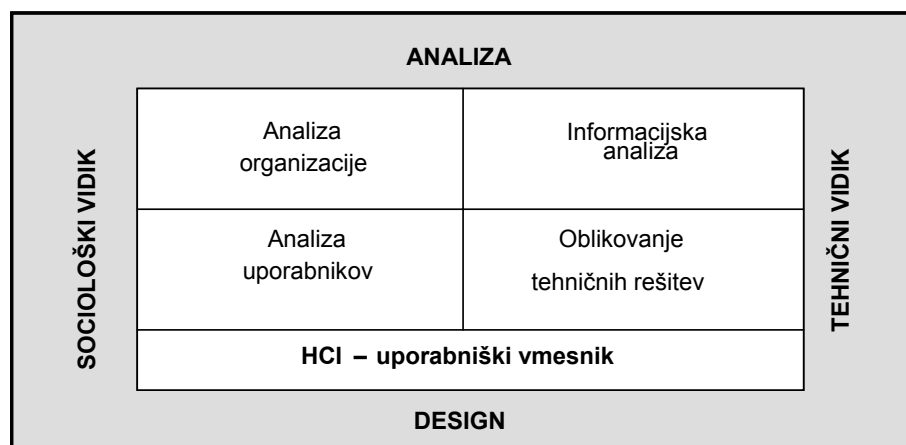 ANALIZA
SOCIOLOŠKI VIDIK
Analiza
organizacije
Informacijska
analiza
Analiza
uporabnikov
Oblikovanje
tehničnih rešitev
HCI – uporabniški vmesnik
TEHNIČNI VIDIK
DESIGN